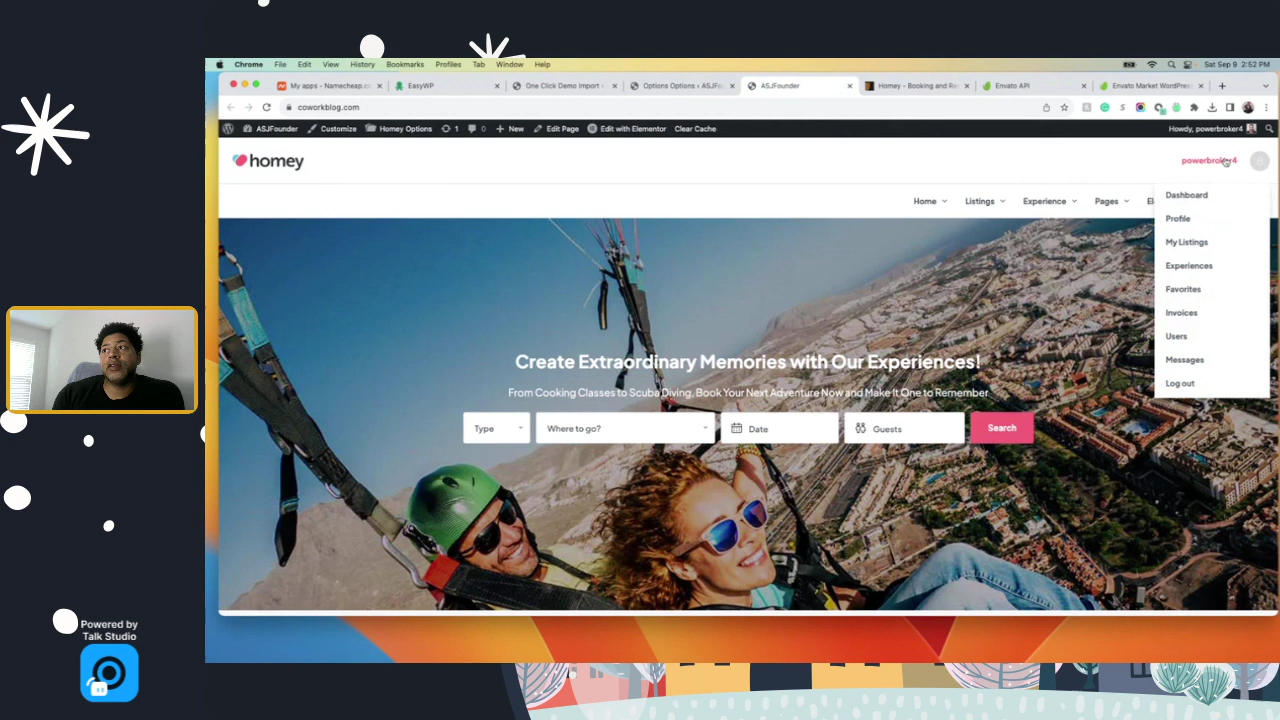 Chrome File Edit View History Bookmarks Profiles Tab Window Help
Sat Sep 9 2:52 PM
My apps - Namecheap.c
EasyWP
One Click Demo Import
Options Options ‹ ASJFo
ASJFounder
Homey - Booking and Re
Envato API
Envato Market WordPres
coworkblog.com
ASJFounder Customize Homey Options 1 0 New Edit Page Edit with Elementor Clear Cache
Howdy, powerbroker4
homey
powerbroker4
Home Listings Experience Pages El
Dashboard
Profile
My Listings
Experiences
Favorites
Invoices
Users
Messages
Log out
Create Extraordinary Memories with Our Experiences!
From Cooking Classes to Scuba Diving, Book Your Next Adventure Now and Make It One to Remember
Type Where to go? Date Guests Search
Powered by
Talk Studio